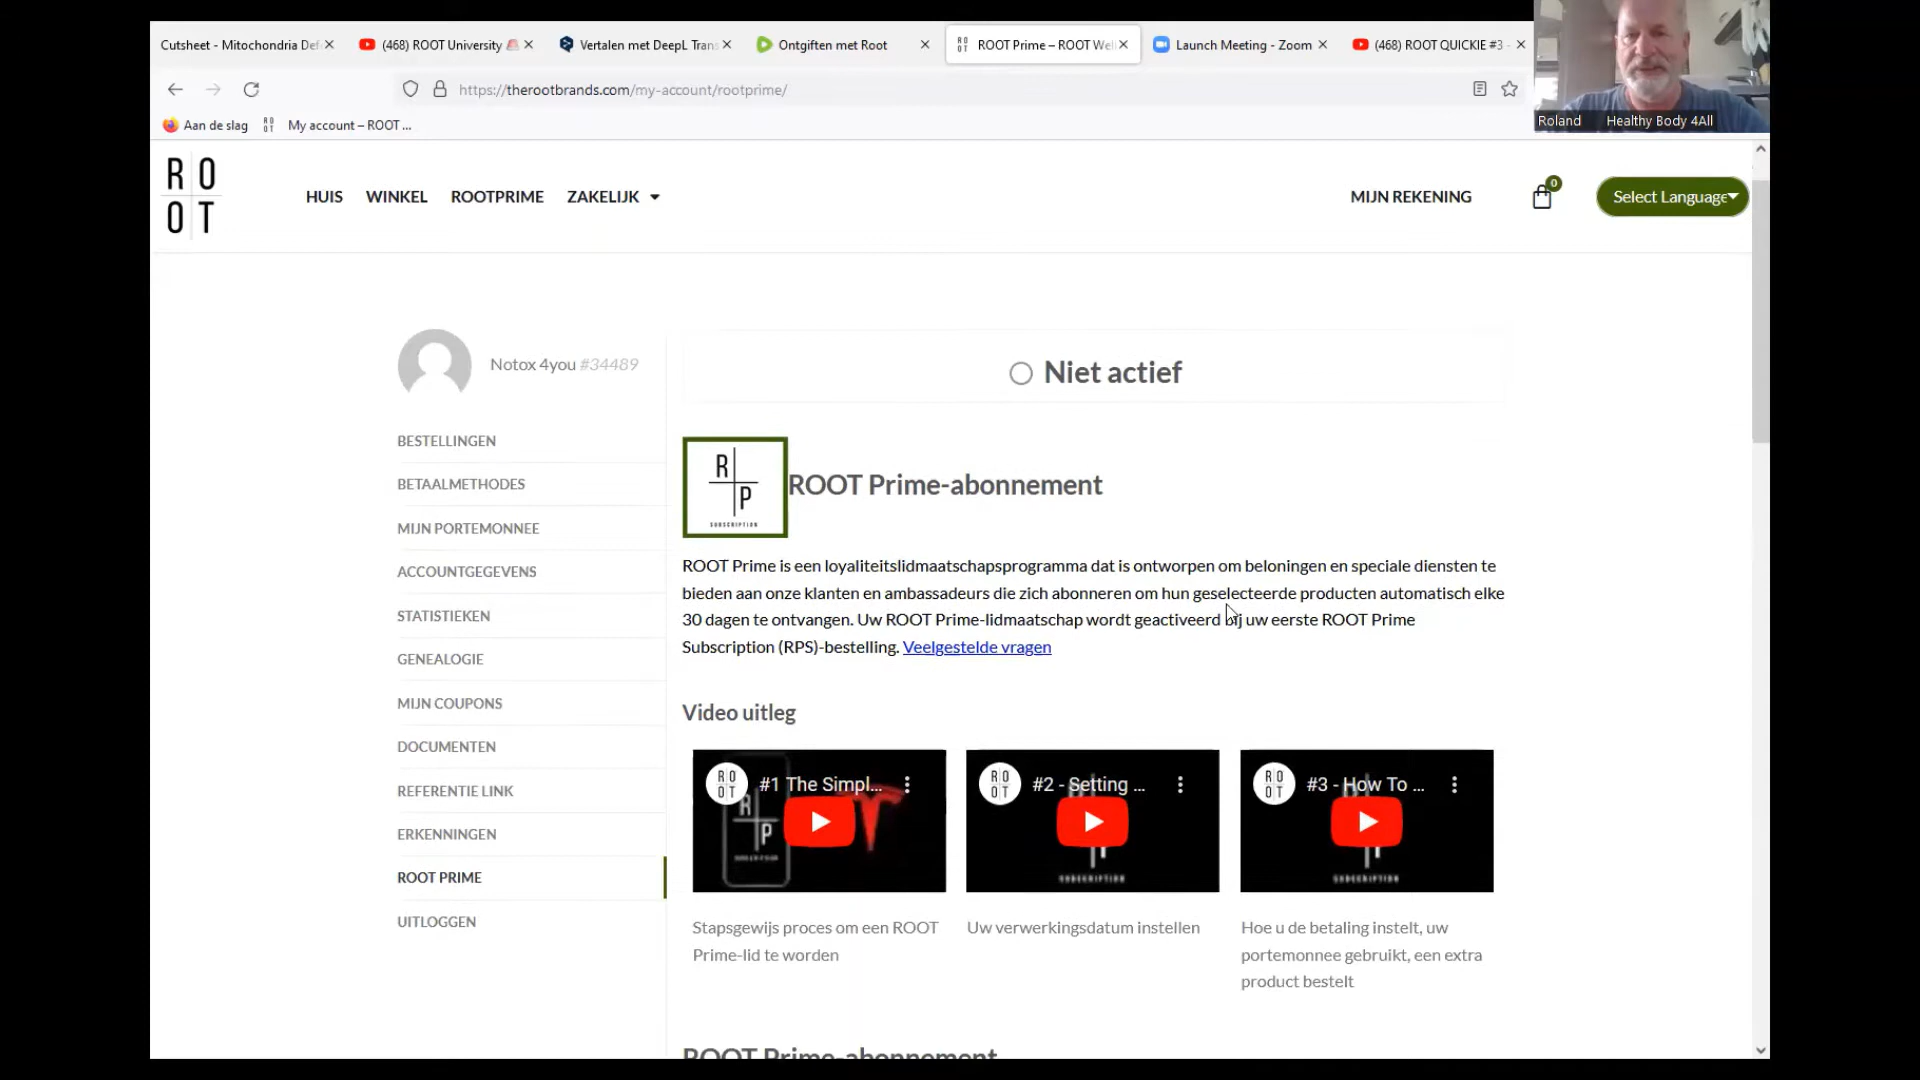 Cutsheet - Mitochondria De
(468) ROOT University
Vertalen met DeepL Trans
Ontgiften met Root
ROOT Prime – ROOT Wel
Launch Meeting - Zoom
(468) ROOT QUICKIE #3 -
https://therootbrands.com/my-account/rootprime/
Aan de slag
R O O T
My account – ROOT ...
Roland Healthy Body 4All
R O
O T
HUIS
WINKEL
ROOTPRIME
ZAKELIJK
MIJN REKENING
0
Select Language
Notox 4you #34489
BESTELLINGEN
BETAALMETHODES
MIJN PORTEMONNEE
ACCOUNTGEGEVENS
STATISTIEKEN
GENEALOGIE
MIJN COUPONS
DOCUMENTEN
REFERENTIE LINK
ERKENNINGEN
ROOT PRIME
UITLOGGEN
Niet actief
R
P
SUBSCRIPTION
ROOT Prime-abonnement
ROOT Prime is een loyaliteitslidmaatschapsprogramma dat is ontworpen om beloningen en speciale diensten te
bieden aan onze klanten en ambassadeurs die zich abonneren om hun geselecteerde producten automatisch elke
30 dagen te ontvangen. Uw ROOT Prime-lidmaatschap wordt geactiveerd bij uw eerste ROOT Prime
Subscription (RPS)-bestelling. Veelgestelde vragen
Video uitleg
#1 The Simpl...
#2 - Setting ...
#3 - How To ...
SUBSCRIPTION
SUBSCRIPTION
Stapsgewijs proces om een ROOT
Prime-lid te worden
Uw verwerkingsdatum instellen
Hoe u de betaling instelt, uw
portemonnee gebruikt, een extra
product bestelt
ROOT Prime-abonnement